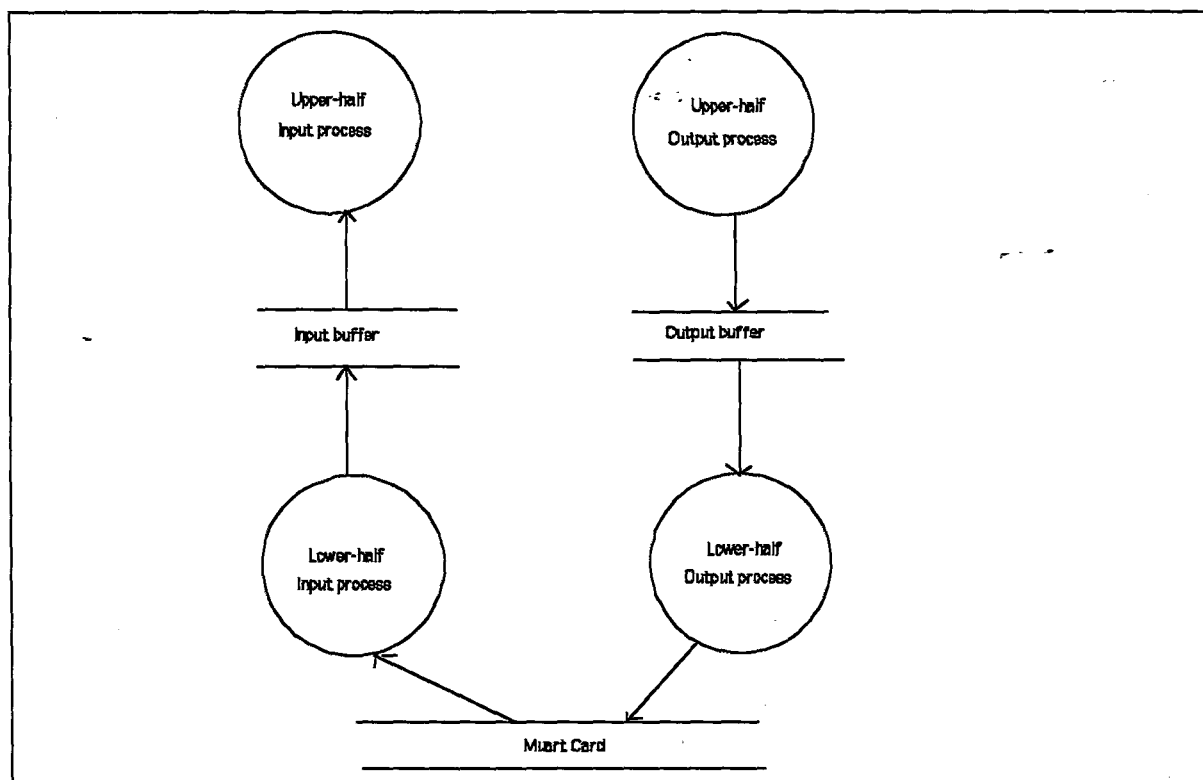 Upper-half
Input process
Upper-half
Output process
Input buffer
Output buffer
Lower-half
Input process
Lower-half
Output process
Muart Card